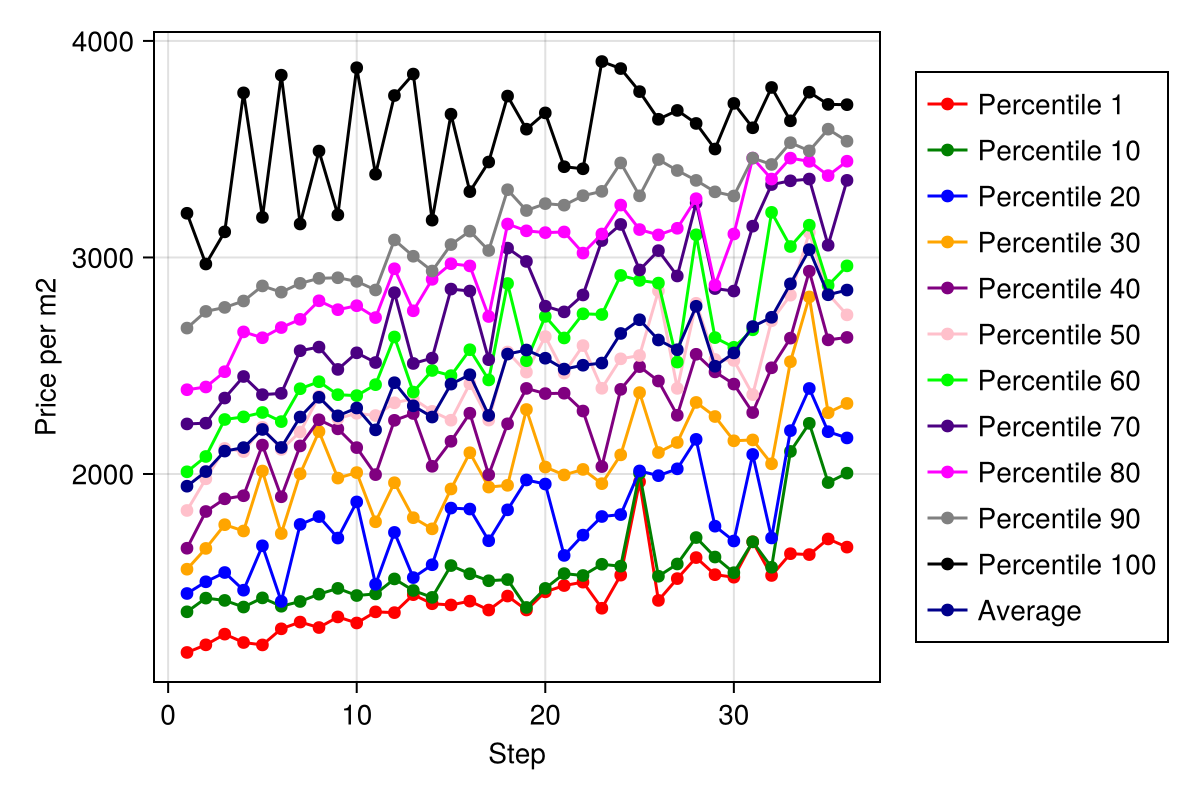 4000
3000
2000
Price per m2
0
10
20
30
Step
Percentile 1
Percentile 10
Percentile 20
Percentile 30
Percentile 40
Percentile 50
Percentile 60
Percentile 70
Percentile 80
Percentile 90
Percentile 100
Average